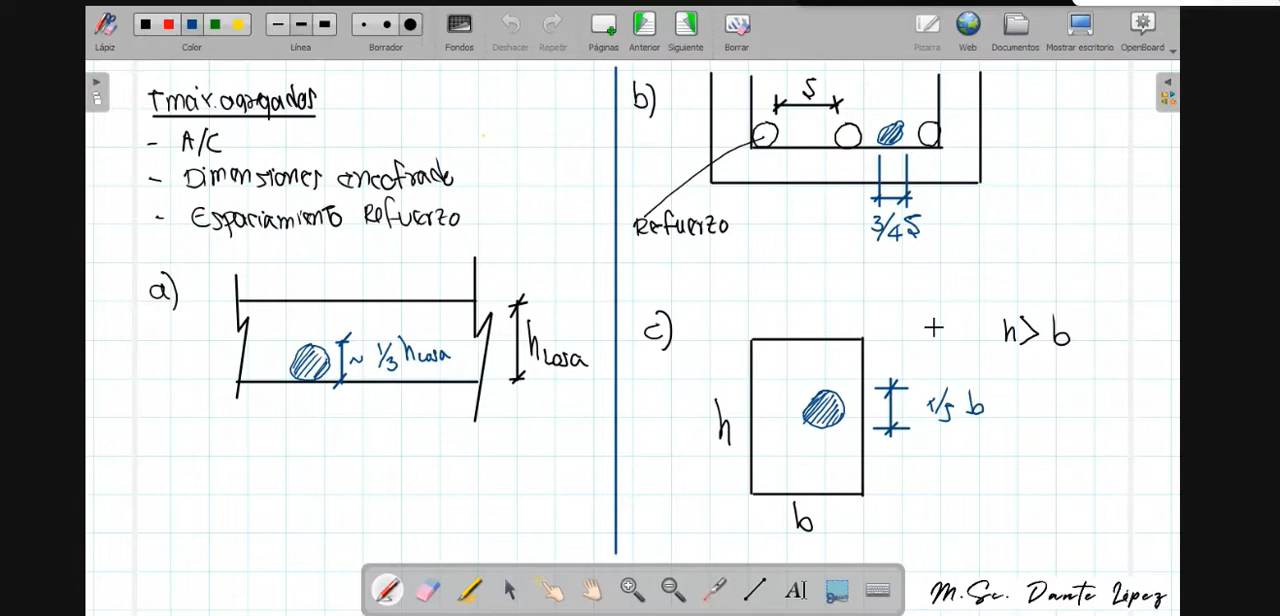 Lápiz
Color
Línea
Borrador
Fondos
Deshacer
Repetir
Páginas
Anterior
Siguiente
Borrar
Pizarra
Web
Documentos
Mostrar escritorio
OpenBoard
Tmáx. agregados
- A/C
- Dimensiones encofrado
- Espaciamiento Refuerzo
a)
~ 1/3 hlosa
hlosa
b)
S
Refuerzo
3/4 S
c)
+ h > b
h
1/5 b
b
M.Sc. Dante López